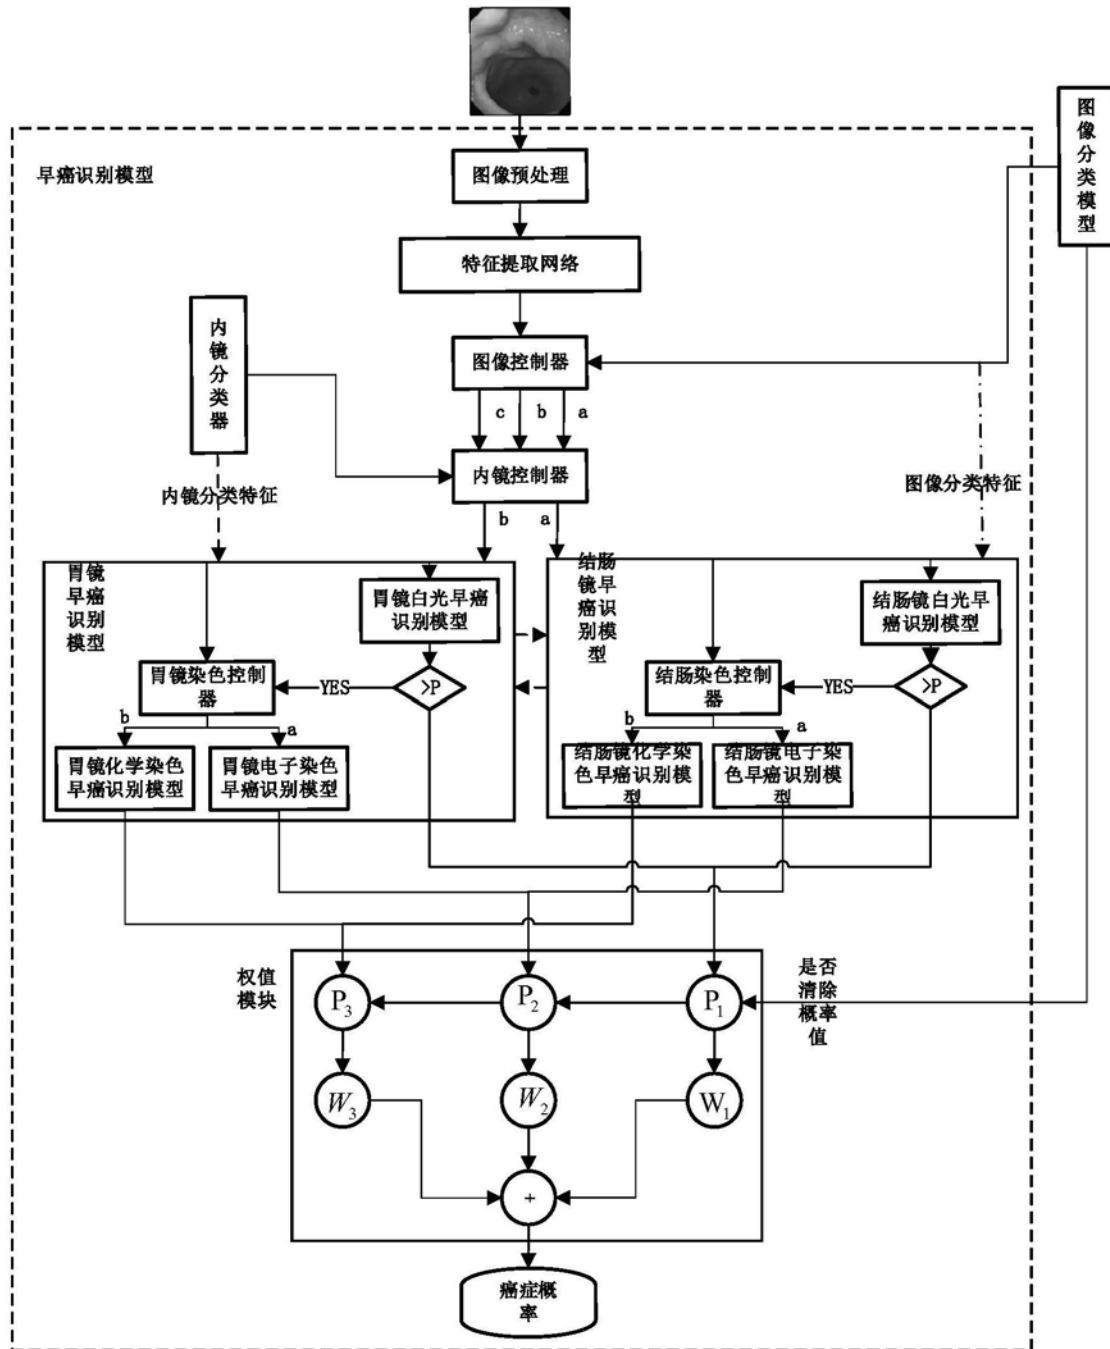 图
像
分
类
模
型
早癌识别模型
图像预处理
特征提取网络
内
镜
分
类
器
图像控制器
c
b
a
内镜控制器
内镜分类特征
图像分类特征
b
a
胃镜
早癌
识别
模型
胃镜白光早癌
识别模型
胃镜染色控制
器
YES
>P
b
a
胃镜化学染色
早癌识别模型
胃镜电子染色
早癌识别模型
结肠
镜早
癌识
别模
型
结肠镜白光早
癌识别模型
结肠染色控制
器
YES
>P
b
a
结肠镜化学染
色早癌识别模
型
结肠镜电子染
色早癌识别模
型
权值
模块
是否
清除
概率
值
P3
P2
P1
W3
W2
W1
+
癌症概
率